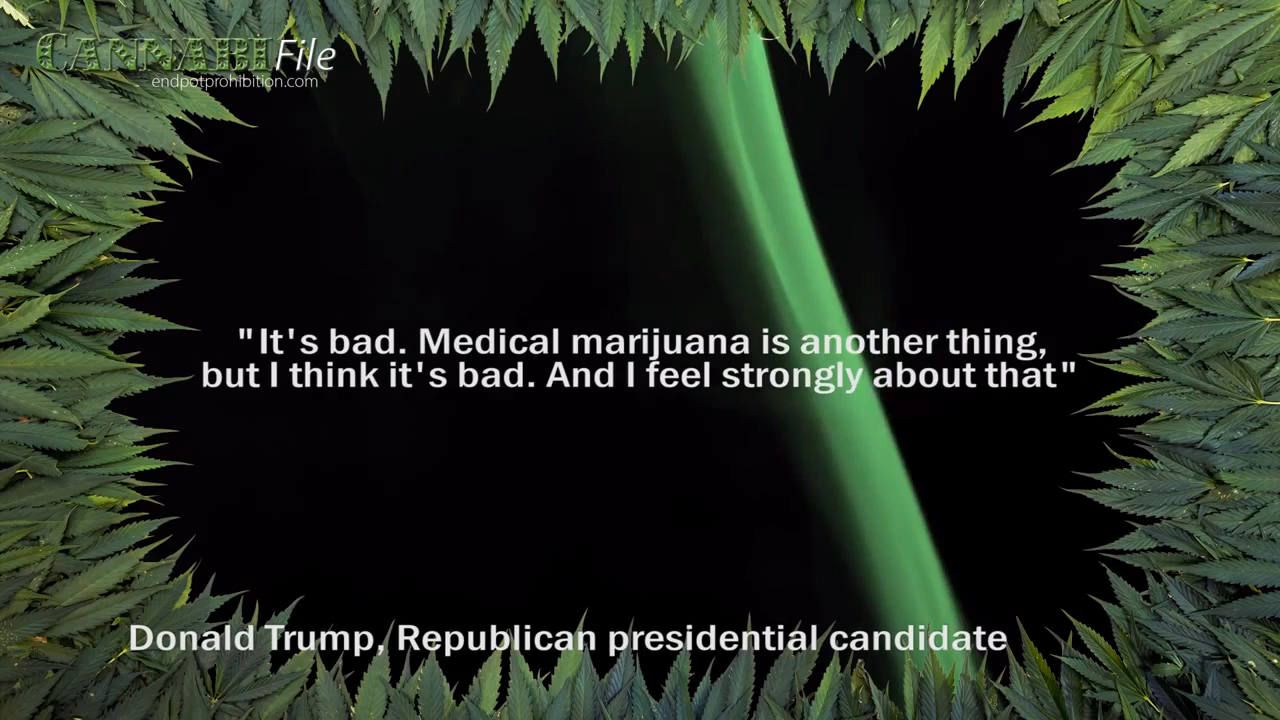 CANNABIFile
endpotprohibition.com
"It's bad. Medical marijuana is another thing,
but I think it's bad. And I feel strongly about that"
Donald Trump, Republican presidential candidate